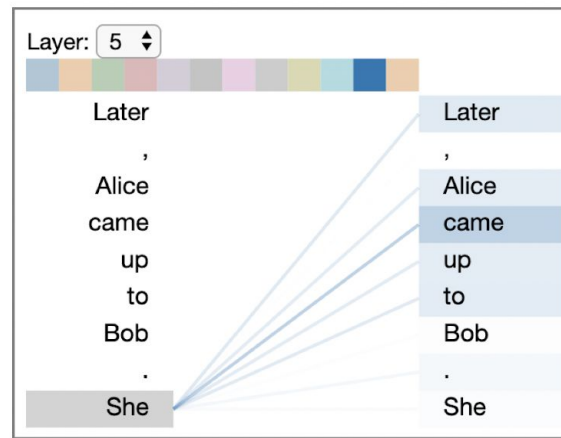 Layer: 5
Later Later
, ,
Alice Alice
came came
up up
to to
Bob Bob
. .
She She